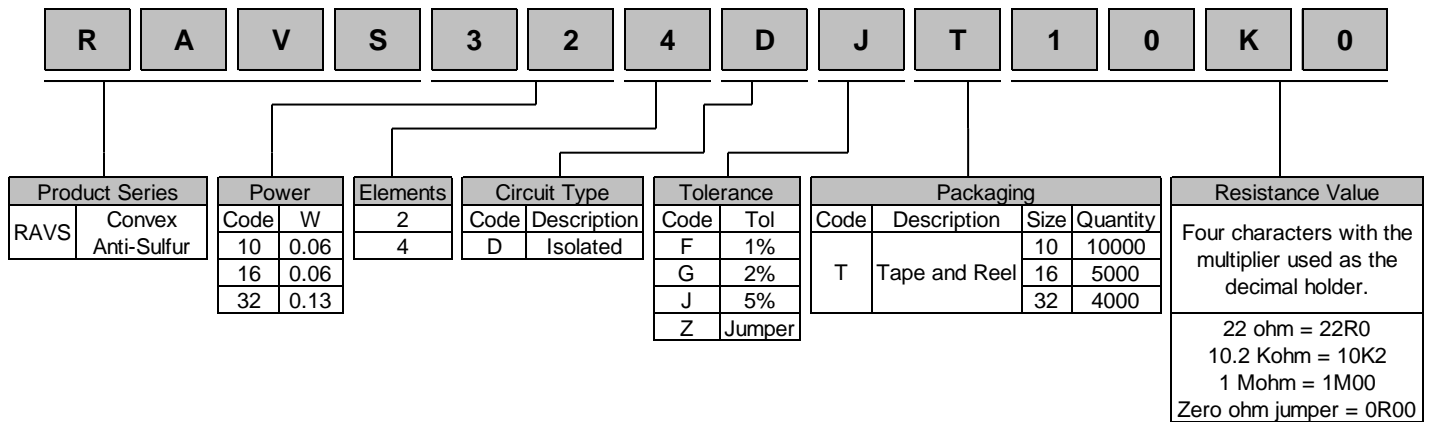 R A V S 3 2 4 D J T 1 0 K 0
Product Series
RAVS Convex Anti-Sulfur
Power
Code W
10 0.06
16 0.06
32 0.13
Elements
2
4
Circuit Type
Code Description
D Isolated
Tolerance
Code Tol
F 1%
G 2%
J 5%
Z Jumper
Packaging
Code Description Size Quantity
T Tape and Reel
10 10000
16 5000
32 4000
Resistance Value
Four characters with the
multiplier used as the
decimal holder.
22 ohm = 22R0
10.2 Kohm = 10K2
1 Mohm = 1M00
Zero ohm jumper = 0R00